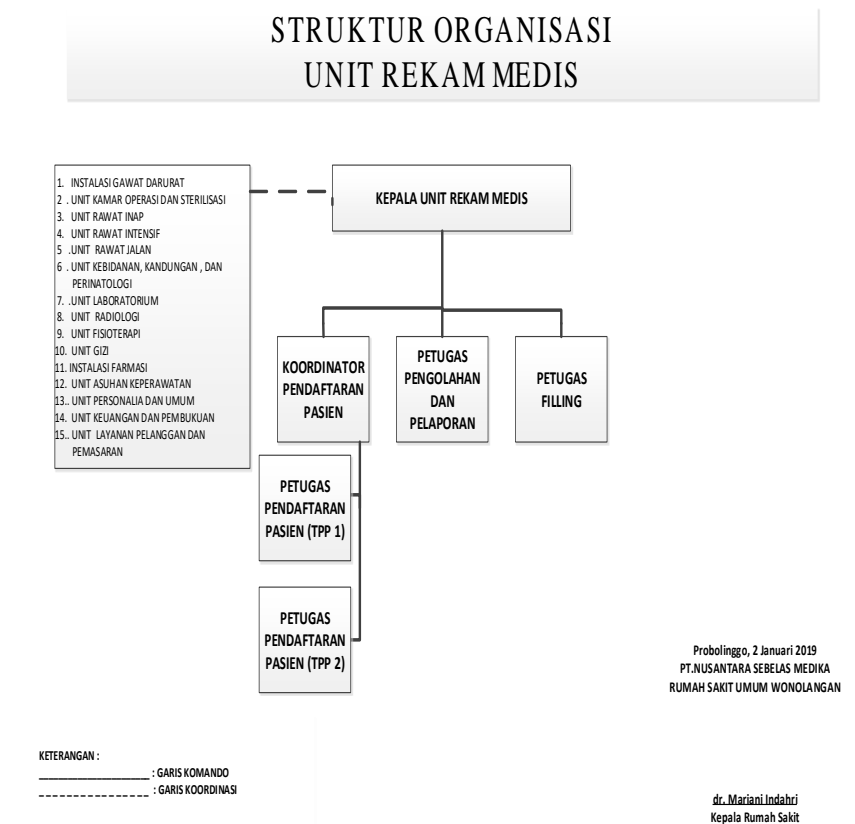 STRUKTUR ORGANISASI
UNIT REKAM MEDIS
1. INSTALASI GAWAT DARURAT
2 . UNIT KAMAR OPERASI DAN STERILISASI
3. UNIT RAWAT INAP
4. UNIT RAWAT INTENSIF
5 .UNIT RAWAT JALAN
6 . UNIT KEBIDANAN, KANDUNGAN , DAN
PERINATOLOGI
7. .UNIT LABORATORIUM
8. UNIT RADIOLOGI
9. UNIT FISIOTERAPI
10. UNIT GIZI
11. INSTALASI FARMASI
12. UNIT ASUHAN KEPERAWATAN
13.. UNIT PERSONALIA DAN UMUM
14. UNIT KEUANGAN DAN PEMBUKUAN
15.. UNIT LAYANAN PELANGGAN DAN
PEMASARAN
KEPALA UNIT REKAM MEDIS
KOORDINATOR
PENDAFTARAN
PASIEN
PETUGAS
PENGOLAHAN
DAN
PELAPORAN
PETUGAS
FILLING
PETUGAS
PENDAFTARAN
PASIEN (TPP 1)
PETUGAS
PENDAFTARAN
PASIEN (TPP 2)
Probolinggo, 2 Januari 2019
PT.NUSANTARA SEBELAS MEDIKA
RUMAH SAKIT UMUM WONOLANGAN
KETERANGAN :
: GARIS KOMANDO
: GARIS KOORDINASI
dr. Mariani Indahri
Kepala Rumah Sakit